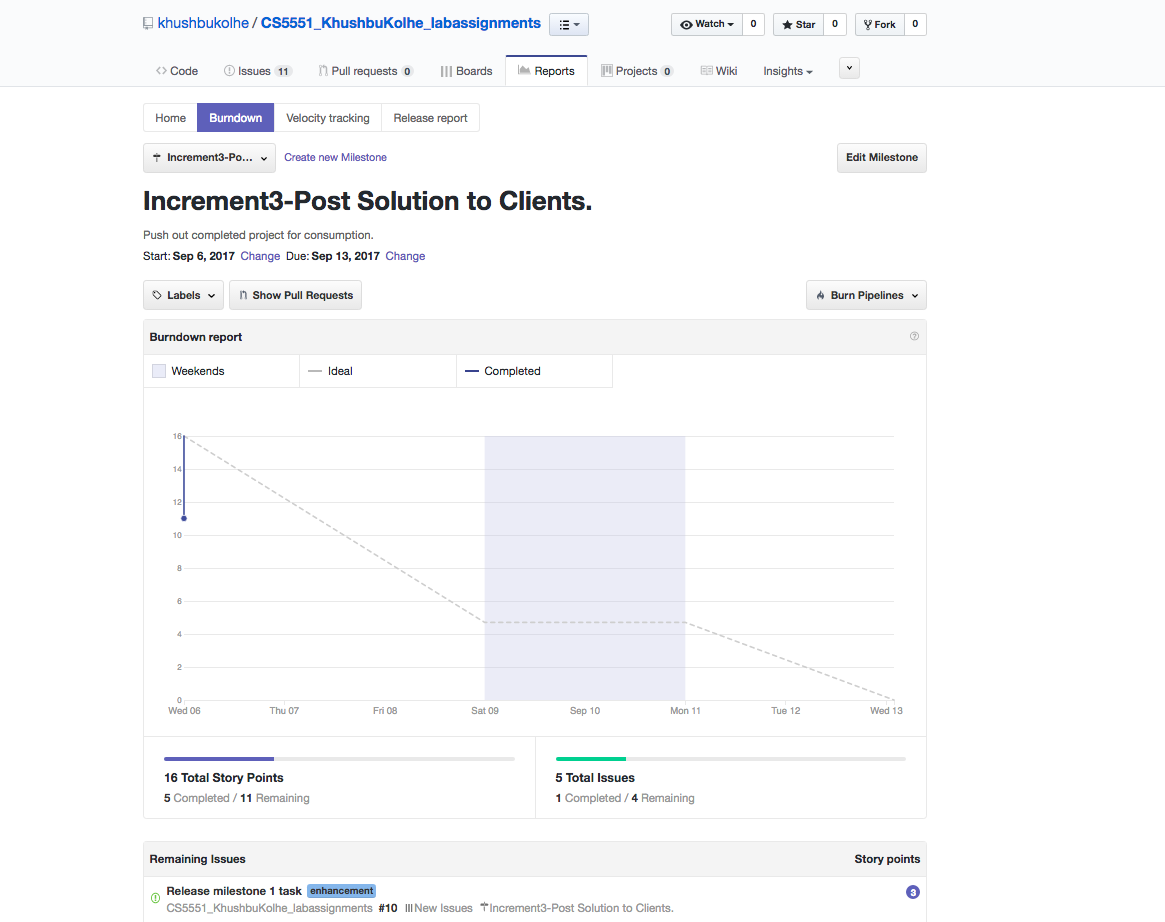 khushbukolhe / CS5551_KhushbuKolhe_labassignments Watch 0 Star 0 Fork 0
Code Issues 11 Pull requests 0 Boards Reports Projects 0 Wiki Insights
Home Burndown Velocity tracking Release report
Increment3-Po... Create new Milestone Edit Milestone
Increment3-Post Solution to Clients.
Push out completed project for consumption.
Start: Sep 6, 2017 Change Due: Sep 13, 2017 Change
Labels Show Pull Requests Burn Pipelines
Burndown report
Weekends Ideal Completed
16
14
12
10
8
6
4
2
0
Wed 06 Thu 07 Fri 08 Sat 09 Sep 10 Mon 11 Tue 12 Wed 13
16 Total Story Points 5 Total Issues
5 Completed / 11 Remaining 1 Completed / 4 Remaining
Remaining Issues Story points
Release milestone 1 task enhancement 3
CS5551_KhushbuKolhe_labassignments #10 New Issues Increment3-Post Solution to Clients.